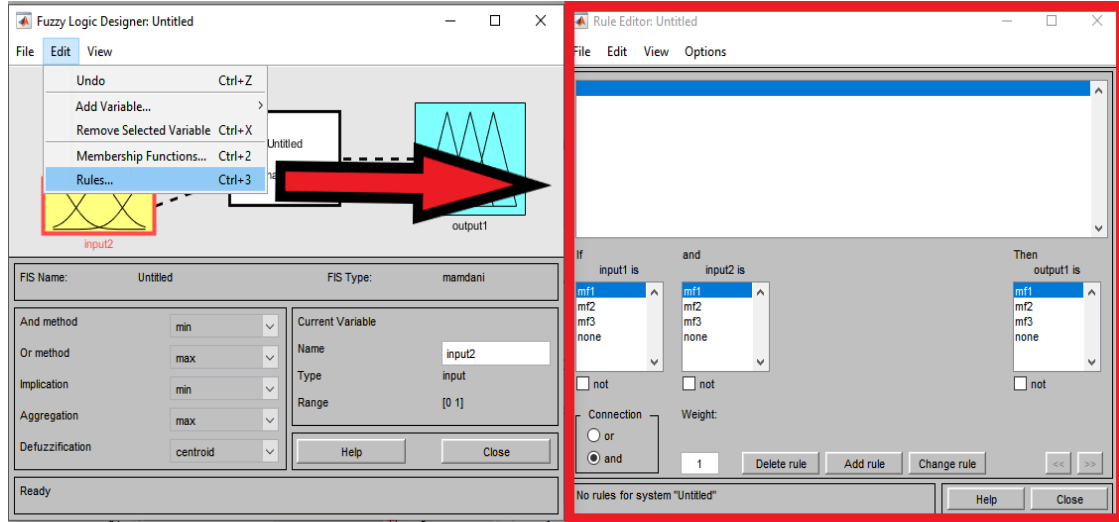 Fuzzy Logic Designer: Untitled
File Edit View
Undo Ctrl+Z
Add Variable... >
Remove Selected Variable Ctrl+X
Membership Functions... Ctrl+2
Rules... Ctrl+3
Untitled
input2
output1
FIS Name: Untitled FIS Type: mamdani
And method min
Or method max
Implication min
Aggregation max
Defuzzification centroid
Current Variable
Name input2
Type input
Range [0 1]
Help Close
Ready
Rule Editor: Untitled
File Edit View Options
If and Then
input1 is input2 is output1 is
mf1 mf1 mf1
mf2 mf2 mf2
mf3 mf3 mf3
none none none
not not not
Connection Weight:
or
and 1 Delete rule Add rule Change rule << >>
No rules for system "Untitled" Help Close